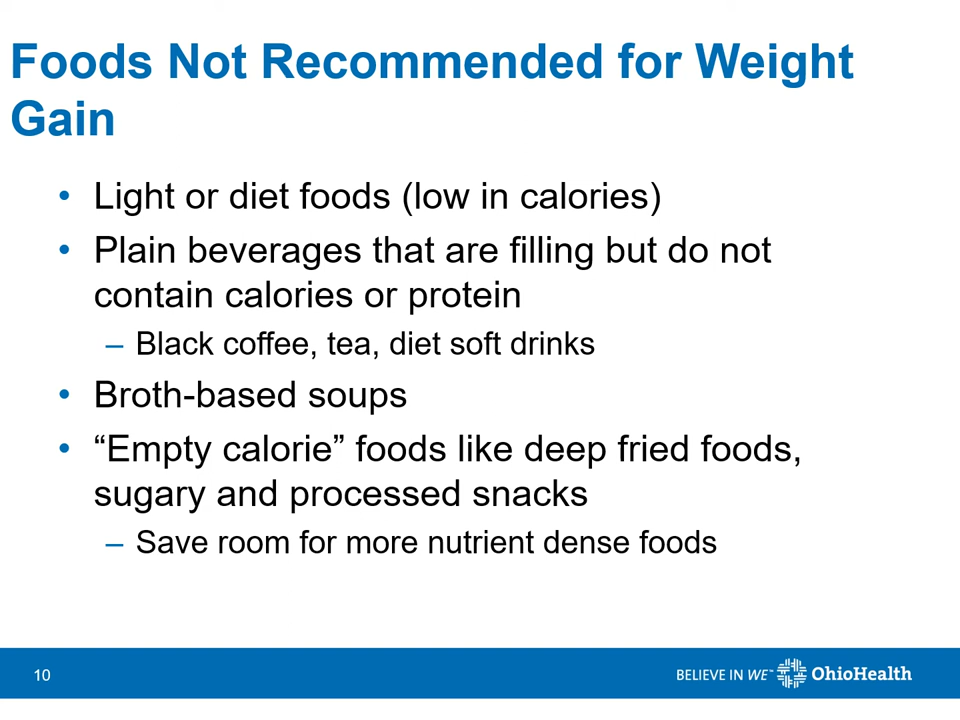 Foods Not Recommended for Weight
Gain
• Light or diet foods (low in calories)
• Plain beverages that are filling but do not
contain calories or protein
– Black coffee, tea, diet soft drinks
• Broth-based soups
• “Empty calorie” foods like deep fried foods,
sugary and processed snacks
– Save room for more nutrient dense foods
10
BELIEVE IN WE™ OhioHealth